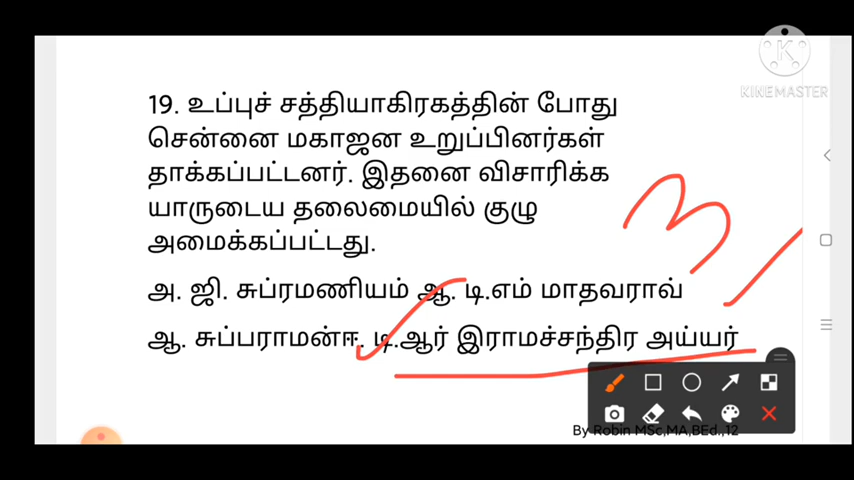 KINEMASTER
19. உப்புச் சத்தியாகிரகத்தின் போது
சென்னை மகாஜன உறுப்பினர்கள்
தாக்கப்பட்டனர். இதனை விசாரிக்க
யாருடைய தலைமையில் குழு
அமைக்கப்பட்டது.
அ. ஜி. சுப்ரமணியம் ஆ. டி.எம் மாதவராவ்
ஆ. சுப்பராமன்ஈ. டி.ஆர் இராமச்சந்திர அய்யர்
By Robin MSc,MA,BEd.,12